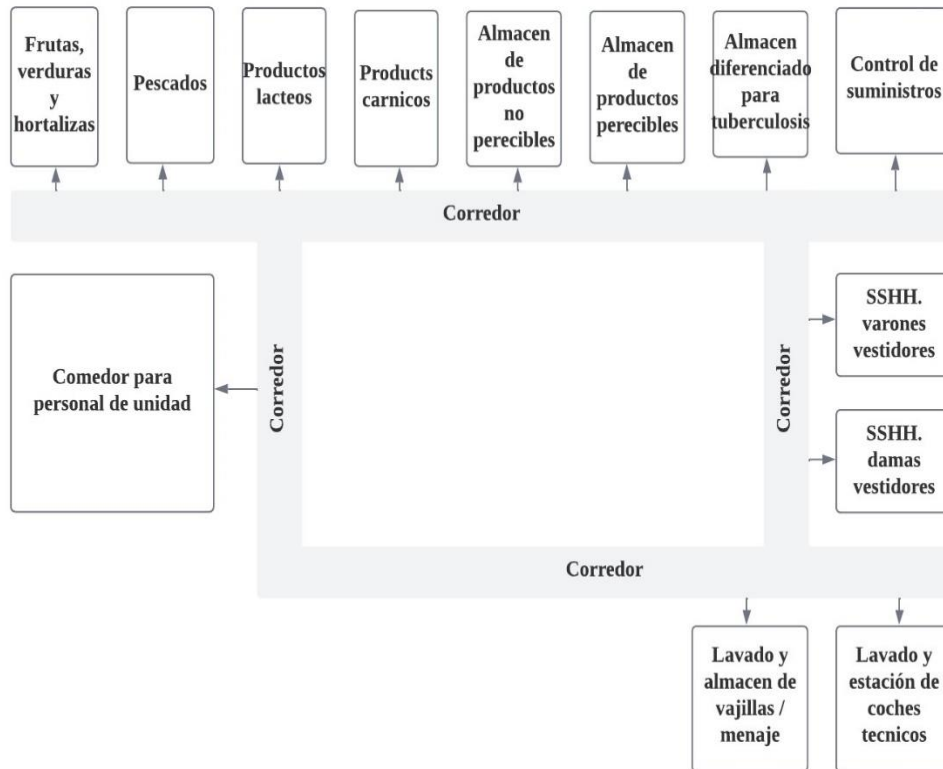 Frutas,
verduras
y
hortalizas
Pescados
Productos
lacteos
Products
carnicos
Almacen
de
productos
no
perecibles
Almacen
de
productos
perecibles
Almacen
diferenciado
para
tuberculosis
Control de
suministros
Corredor
Comedor para
personal de unidad
Corredor
Corredor
SSHH.
varones
vestidores
SSHH.
damas
vestidores
Corredor
Lavado y
almacen de
vajillas /
menaje
Lavado y
estación de
coches
tecnicos